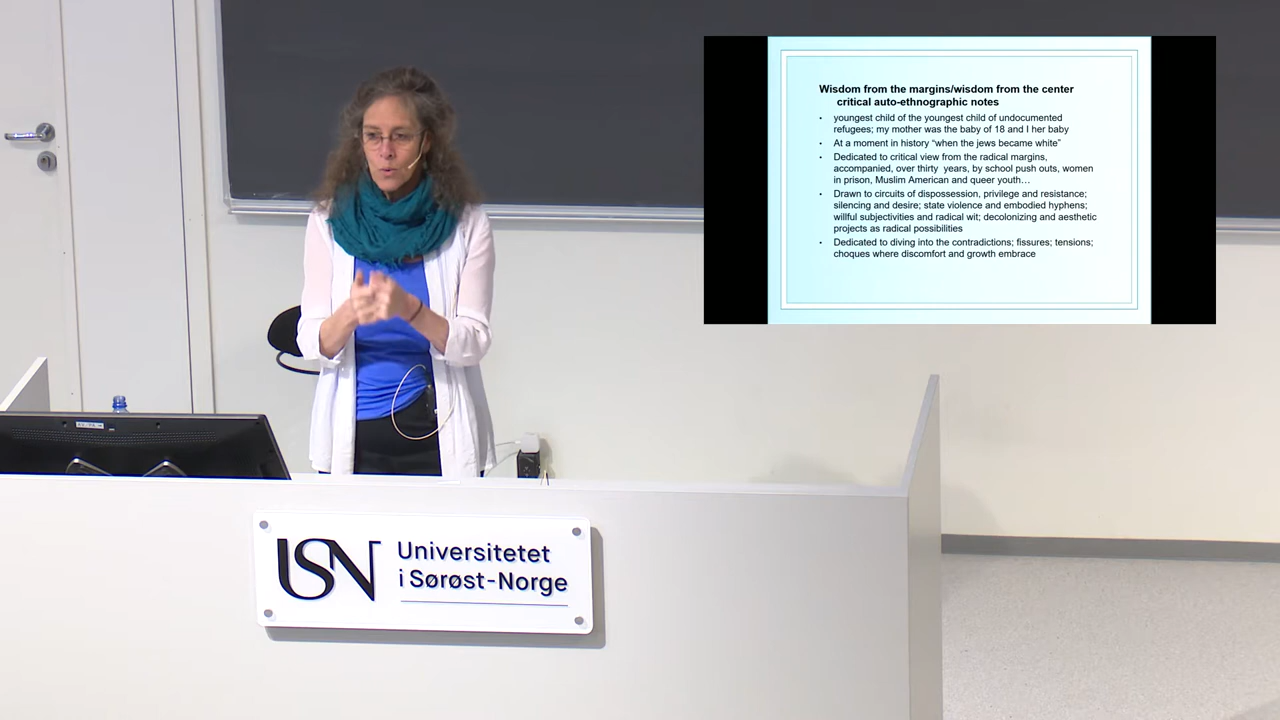 Wisdom from the margins/wisdom from the center
critical auto-ethnographic notes
• youngest child of the youngest child of undocumented
refugees; my mother was the baby of 18 and I her baby
• At a moment in history “when the jews became white”
• Dedicated to critical view from the radical margins,
accompanied, over thirty years, by school push outs, women
in prison, Muslim American and queer youth…
• Drawn to circuits of dispossession, privilege and resistance;
silencing and desire; state violence and embodied hyphens;
willful subjectivities and radical wit; decolonizing and aesthetic
projects as radical possibilities
• Dedicated to diving into the contradictions; fissures; tensions;
choques where discomfort and growth embrace
USN
Universitetet
i Sørøst-Norge